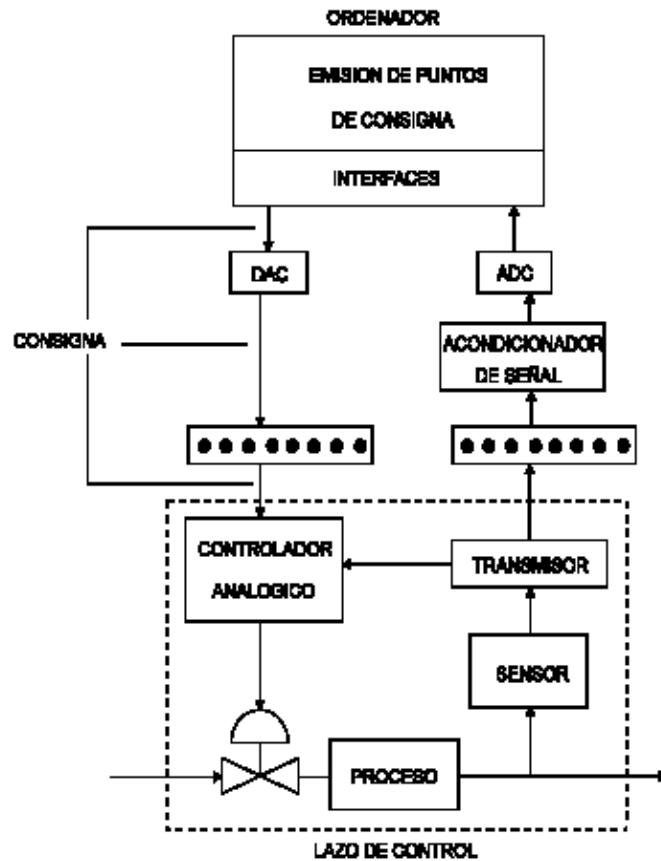 ORDENADOR
EMISION DE PUNTOS
DE CONSIGNA
INTERFACES
DAC
ADC
CONSIGNA
ACONDICIONADOR
DE SEÑAL
CONTROLADOR
ANALOGICO
TRANSMISOR
SENSOR
PROCESO
LAZO DE CONTROL